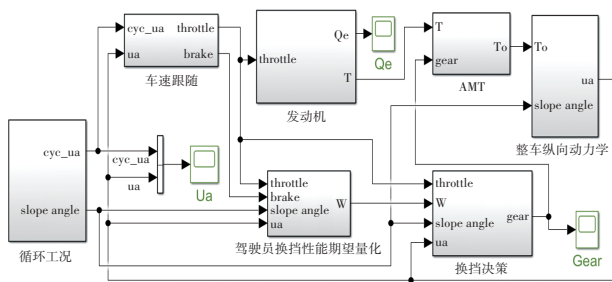 cyc_ua
throttle
ua
brake
车速跟随
throttle
Qe
T
发动机
Qe
T
To
gear
AMT
To
ua
slope angle
整车纵向动力学
cyc_ua
slope angle
循环工况
cyc_ua
ua
Ua
throttle
brake
slope angle
ua
W
驾驶员换挡性能期望量化
throttle
W
slope angle
ua
gear
换挡决策
Gear